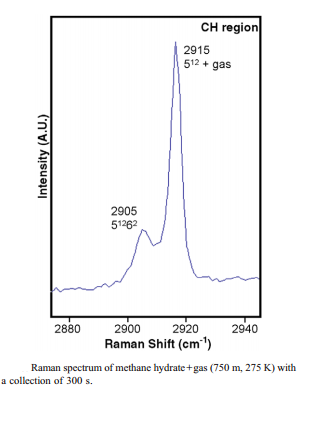 CH region
2915
5¹² + gas
2905
5¹²6²
Intensity (A.U.)
2880 2900 2920 2940
Raman Shift (cm⁻¹)
Raman spectrum of methane hydrate+gas (750 m, 275 K) with
a collection of 300 s.